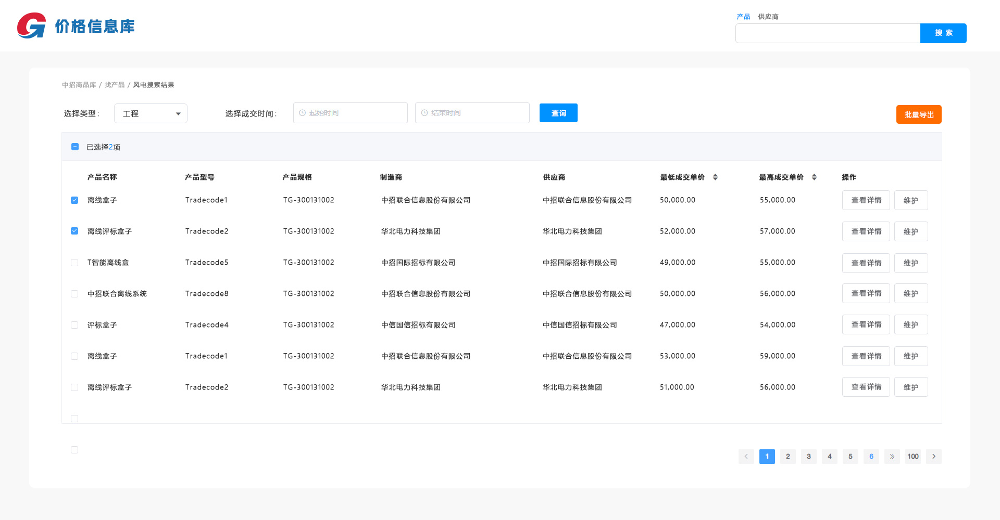 价格信息库
产品 供应商
搜 索
中招商品库 / 找产品 / 风电搜索结果
选择类型： 工程 选择成交时间： 起始时间 结束时间 查询 批量导出
已选择2项
产品名称 产品型号 产品规格 制造商 供应商 最低成交单价 最高成交单价 操作
离线盒子 Tradecode1 TG-300131002 中招联合信息股份有限公司 中招联合信息股份有限公司 50,000.00 55,000.00 查看详情 维护
离线评标盒子 Tradecode2 TG-300131002 华北电力科技集团 华北电力科技集团 52,000.00 57,000.00 查看详情 维护
T智能离线盒 Tradecode5 TG-300131002 中招国际招标有限公司 中招国际招标有限公司 49,000.00 55,000.00 查看详情 维护
中招联合离线系统 Tradecode8 TG-300131002 中招联合信息股份有限公司 中招联合信息股份有限公司 50,000.00 56,000.00 查看详情 维护
评标盒子 Tradecode4 TG-300131002 中信国信招标有限公司 中信国信招标有限公司 47,000.00 54,000.00 查看详情 维护
离线盒子 Tradecode1 TG-300131002 中招联合信息股份有限公司 中招联合信息股份有限公司 53,000.00 59,000.00 查看详情 维护
离线评标盒子 Tradecode2 TG-300131002 华北电力科技集团 华北电力科技集团 51,000.00 56,000.00 查看详情 维护
1 2 3 4 5 6 100